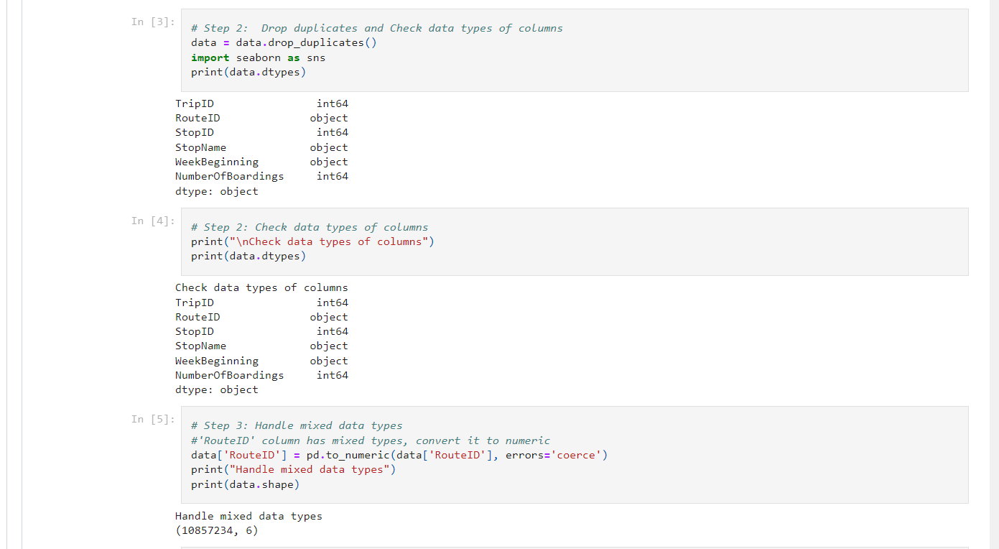 In [3]:
# Step 2:  Drop duplicates and Check data types of columns
data = data.drop_duplicates()
import seaborn as sns
print(data.dtypes)
TripID                int64
RouteID              object
StopID                int64
StopName             object
WeekBeginning        object
NumberOfBoardings     int64
dtype: object
In [4]:
# Step 2: Check data types of columns
print("\nCheck data types of columns")
print(data.dtypes)
Check data types of columns
TripID                int64
RouteID              object
StopID                int64
StopName             object
WeekBeginning        object
NumberOfBoardings     int64
dtype: object
In [5]:
# Step 3: Handle mixed data types
#'RouteID' column has mixed types, convert it to numeric
data['RouteID'] = pd.to_numeric(data['RouteID'], errors='coerce')
print("Handle mixed data types")
print(data.shape)
Handle mixed data types
(10857234, 6)